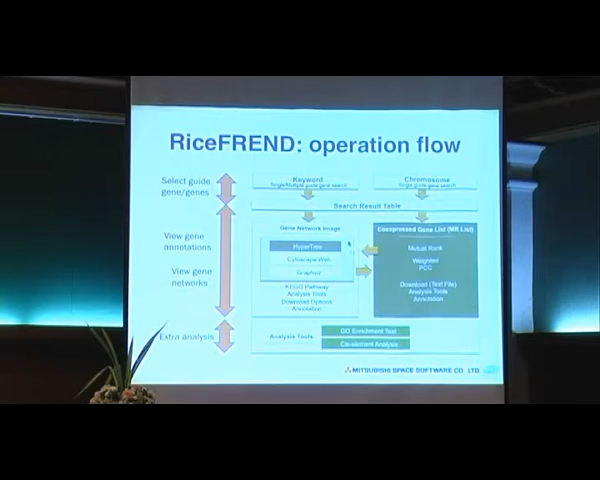 RiceFREND: operation flow
Select guide
gene/genes
Keyword
Single/Multiple guide gene search
Chromosome
Single guide gene search
Search Result Table
View gene
annotations
View gene
networks
Gene Network Image
HyperTree
Cytoscape Web
Graphviz
KEGG Pathway
Analysis Tools
Download Options
Annotation
Coexpressed Gene List (MR List)
Mutual Rank
Weighted
PCC
Download (Text File)
Analysis Tools
Annotation
Extra analysis
Analysis Tools
GO Enrichment Test
Cis-element Analysis
MITSUBISHI SPACE SOFTWARE CO. LTD.